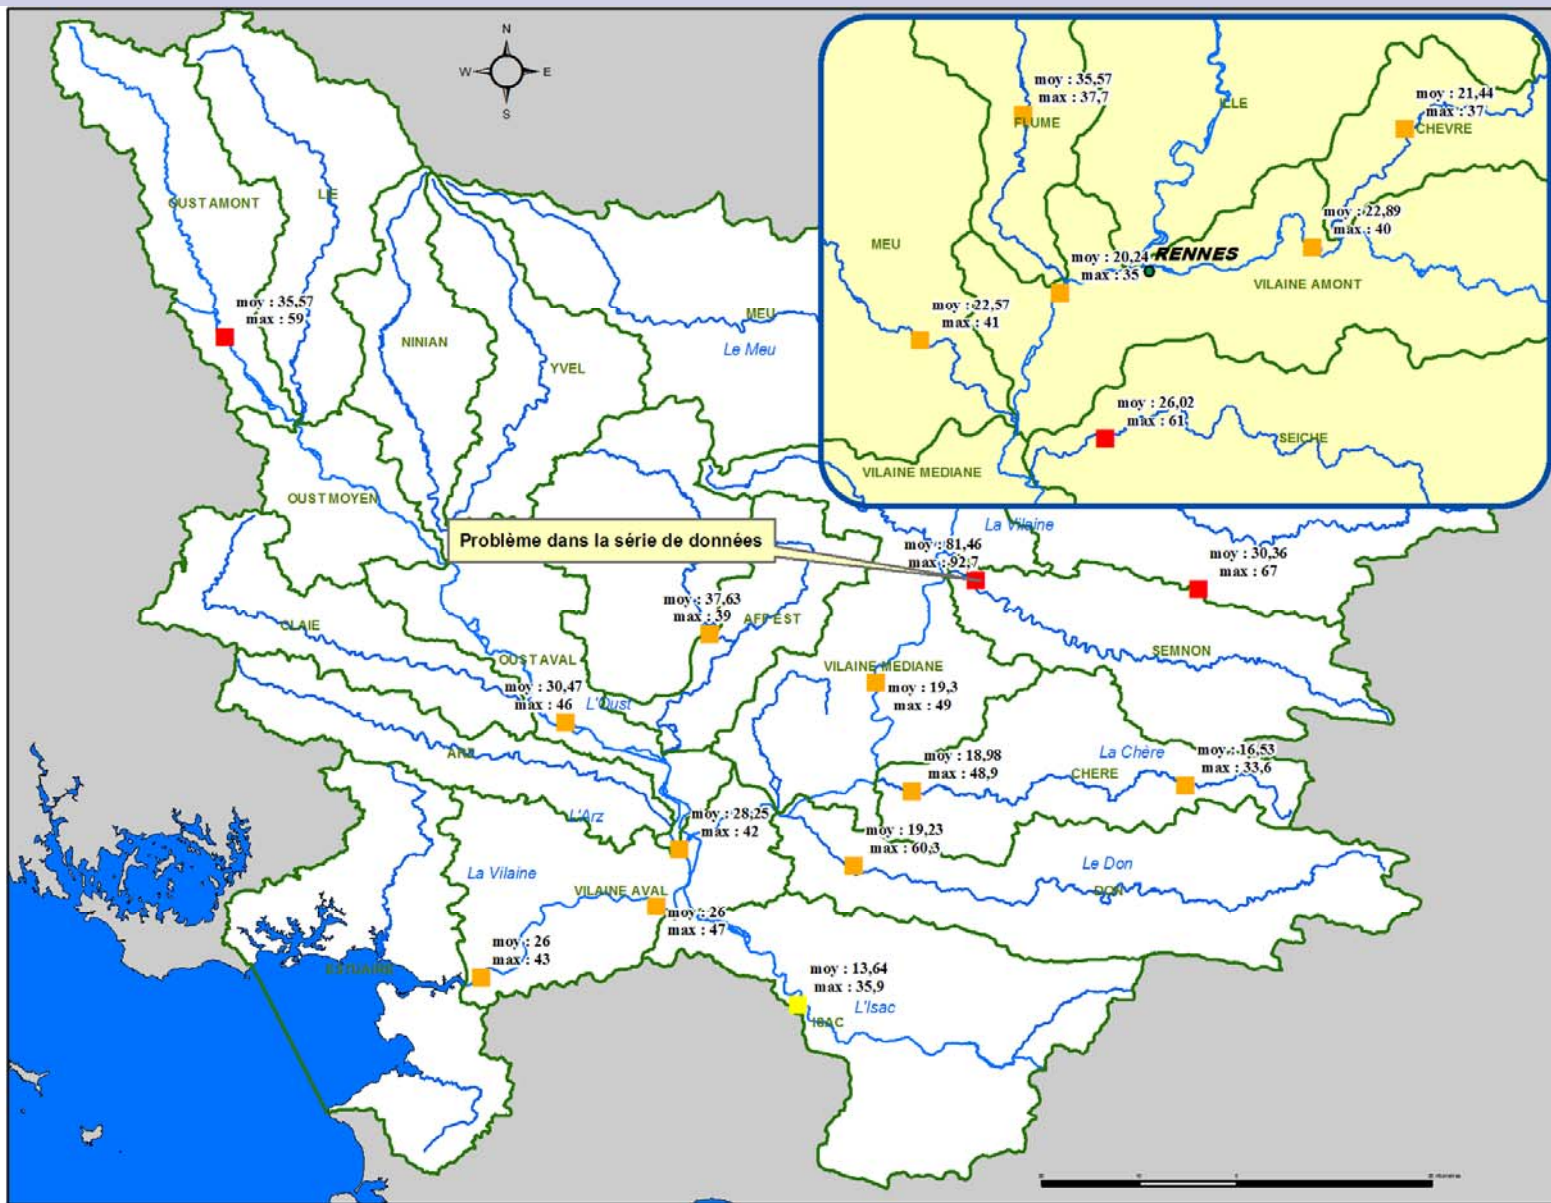 N
W
E
S
moy : 35,57
max : 37,7
FLUME
ILLE
moy : 21,44
max : 37
CHEVRE
moy : 22,89
max : 40
MEU
moy : 20,24
max : 35
RENNES
VILAINE AMONT
moy : 22,57
max : 41
moy : 26,02
max : 61
SEICHE
VILAINE MEDIANE
OUST AMONT
LIE
moy : 35,57
max : 59
NINIAN
YVEL
MEU
Le Meu
OUST MOYEN
Problème dans la série de données
La Vilaine
moy : 81,46
max : 92,7
moy : 30,36
max : 67
moy : 37,63
max : 39
AFF EST
CLAIE
OUST AVAL
VILAINE MEDIANE
SEMNON
moy : 30,47
max : 46
L'Oust
moy : 19,3
max : 49
ARZ
moy : 18,98
max : 48,9
La Chère
CHERE
moy : 16,53
max : 33,6
L'Arz
moy : 28,25
max : 42
moy : 19,23
max : 60,3
Le Don
DON
La Vilaine
VILAINE AVAL
moy : 26
max : 47
moy : 26
max : 43
ESTUAIRE
moy : 13,64
max : 35,9
L'Isac
ISAC